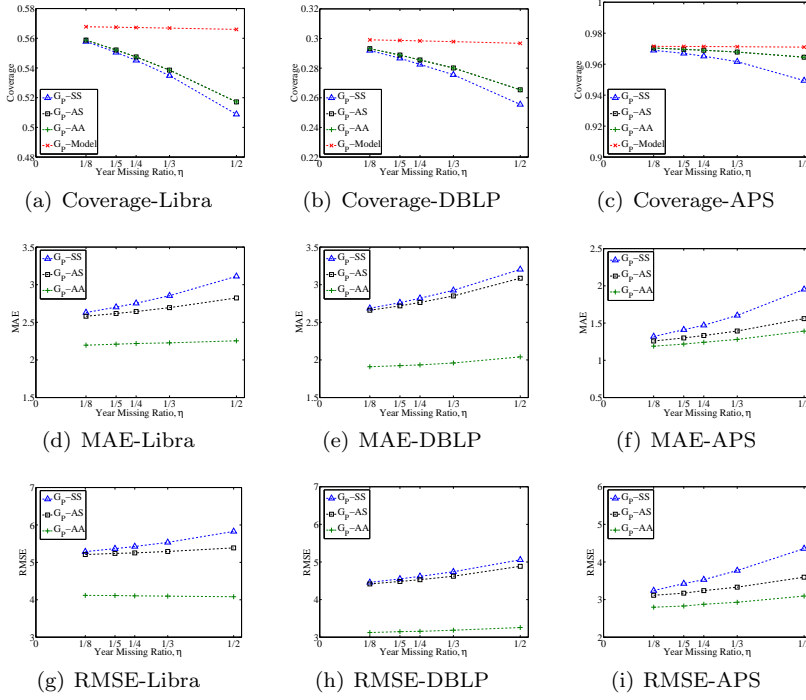 0.58
0.56
0.54
0.52
0.5
0.48
Coverage
G_P-SS
G_P-AS
G_P-AA
G_P-Model
0 1/8 1/5 1/4 1/3 1/2
Year Missing Ratio, η
(a) Coverage-Libra
0.32
0.3
0.28
0.26
0.24
0.22
Coverage
G_P-SS
G_P-AS
G_P-AA
G_P-Model
0 1/8 1/5 1/4 1/3 1/2
Year Missing Ratio, η
(b) Coverage-DBLP
1
0.98
0.96
0.94
0.92
0.9
Coverage
G_P-SS
G_P-AS
G_P-AA
G_P-Model
0 1/8 1/5 1/4 1/3
Year Missing Ratio, η
(c) Coverage-APS
3.5
3
2.5
2
1.5
MAE
G_P-SS
G_P-AS
G_P-AA
0 1/8 1/5 1/4 1/3 1/2
Year Missing Ratio, η
(d) MAE-Libra
3.5
3
2.5
2
1.5
MAE
G_P-SS
G_P-AS
G_P-AA
0 1/8 1/5 1/4 1/3 1/2
Year Missing Ratio, η
(e) MAE-DBLP
2.5
2
1.5
1
0.5
MAE
G_P-SS
G_P-AS
G_P-AA
0 1/8 1/5 1/4 1/3
Year Missing Ratio, η
(f) MAE-APS
7
6
5
4
3
RMSE
G_P-SS
G_P-AS
G_P-AA
0 1/8 1/5 1/4 1/3 1/2
Year Missing Ratio, η
(g) RMSE-Libra
7
6
5
4
3
RMSE
G_P-SS
G_P-AS
G_P-AA
0 1/8 1/5 1/4 1/3 1/2
Year Missing Ratio, η
(h) RMSE-DBLP
6
5
4
3
2
RMSE
G_P-SS
G_P-AS
G_P-AA
0 1/8 1/5 1/4 1/3
Year Missing Ratio, η
(i) RMSE-APS